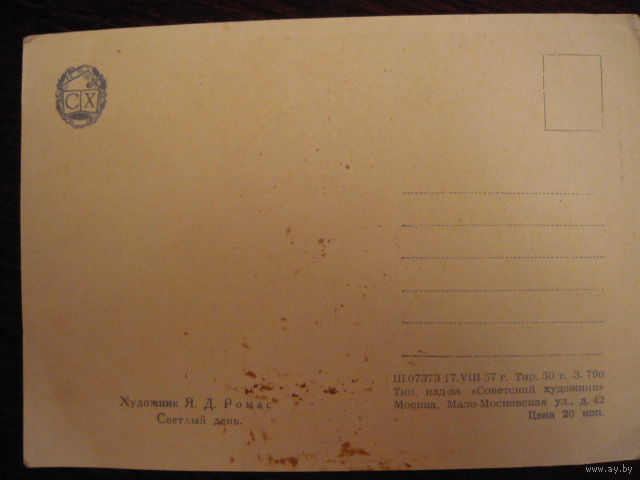 СХ
Художник Я. Д. Ромас
Светлый день.
Ш 07373 17.VIII-57 г. Тир. 50 т. З. 796
Тип. изд-ва «Советский художник»
Москва, Мало-Московская ул., д. 42
Цена 20 коп.
www.ay.by